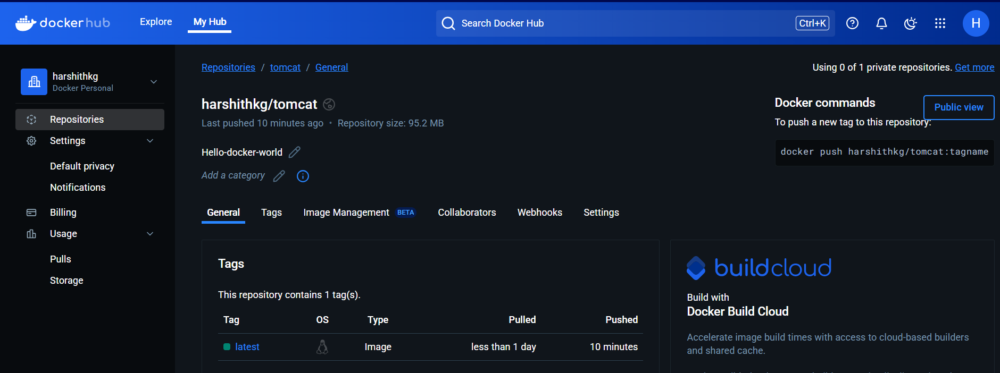 docker hub
Explore
My Hub
Search Docker Hub
Ctrl+K
H
harshithkg
Docker Personal
Repositories
Settings
Default privacy
Notifications
Billing
Usage
Pulls
Storage
Repositories / tomcat / General
Using 0 of 1 private repositories. Get more
harshithkg/tomcat
Last pushed 10 minutes ago • Repository size: 95.2 MB
Hello-docker-world
Add a category
Docker commands
Public view
To push a new tag to this repository:
docker push harshithkg/tomcat:tagname
General Tags Image Management BETA Collaborators Webhooks Settings
Tags
This repository contains 1 tag(s).
Tag OS Type Pulled Pushed
latest Image less than 1 day 10 minutes
buildcloud
Build with
Docker Build Cloud
Accelerate image build times with access to cloud-based builders
and shared cache.